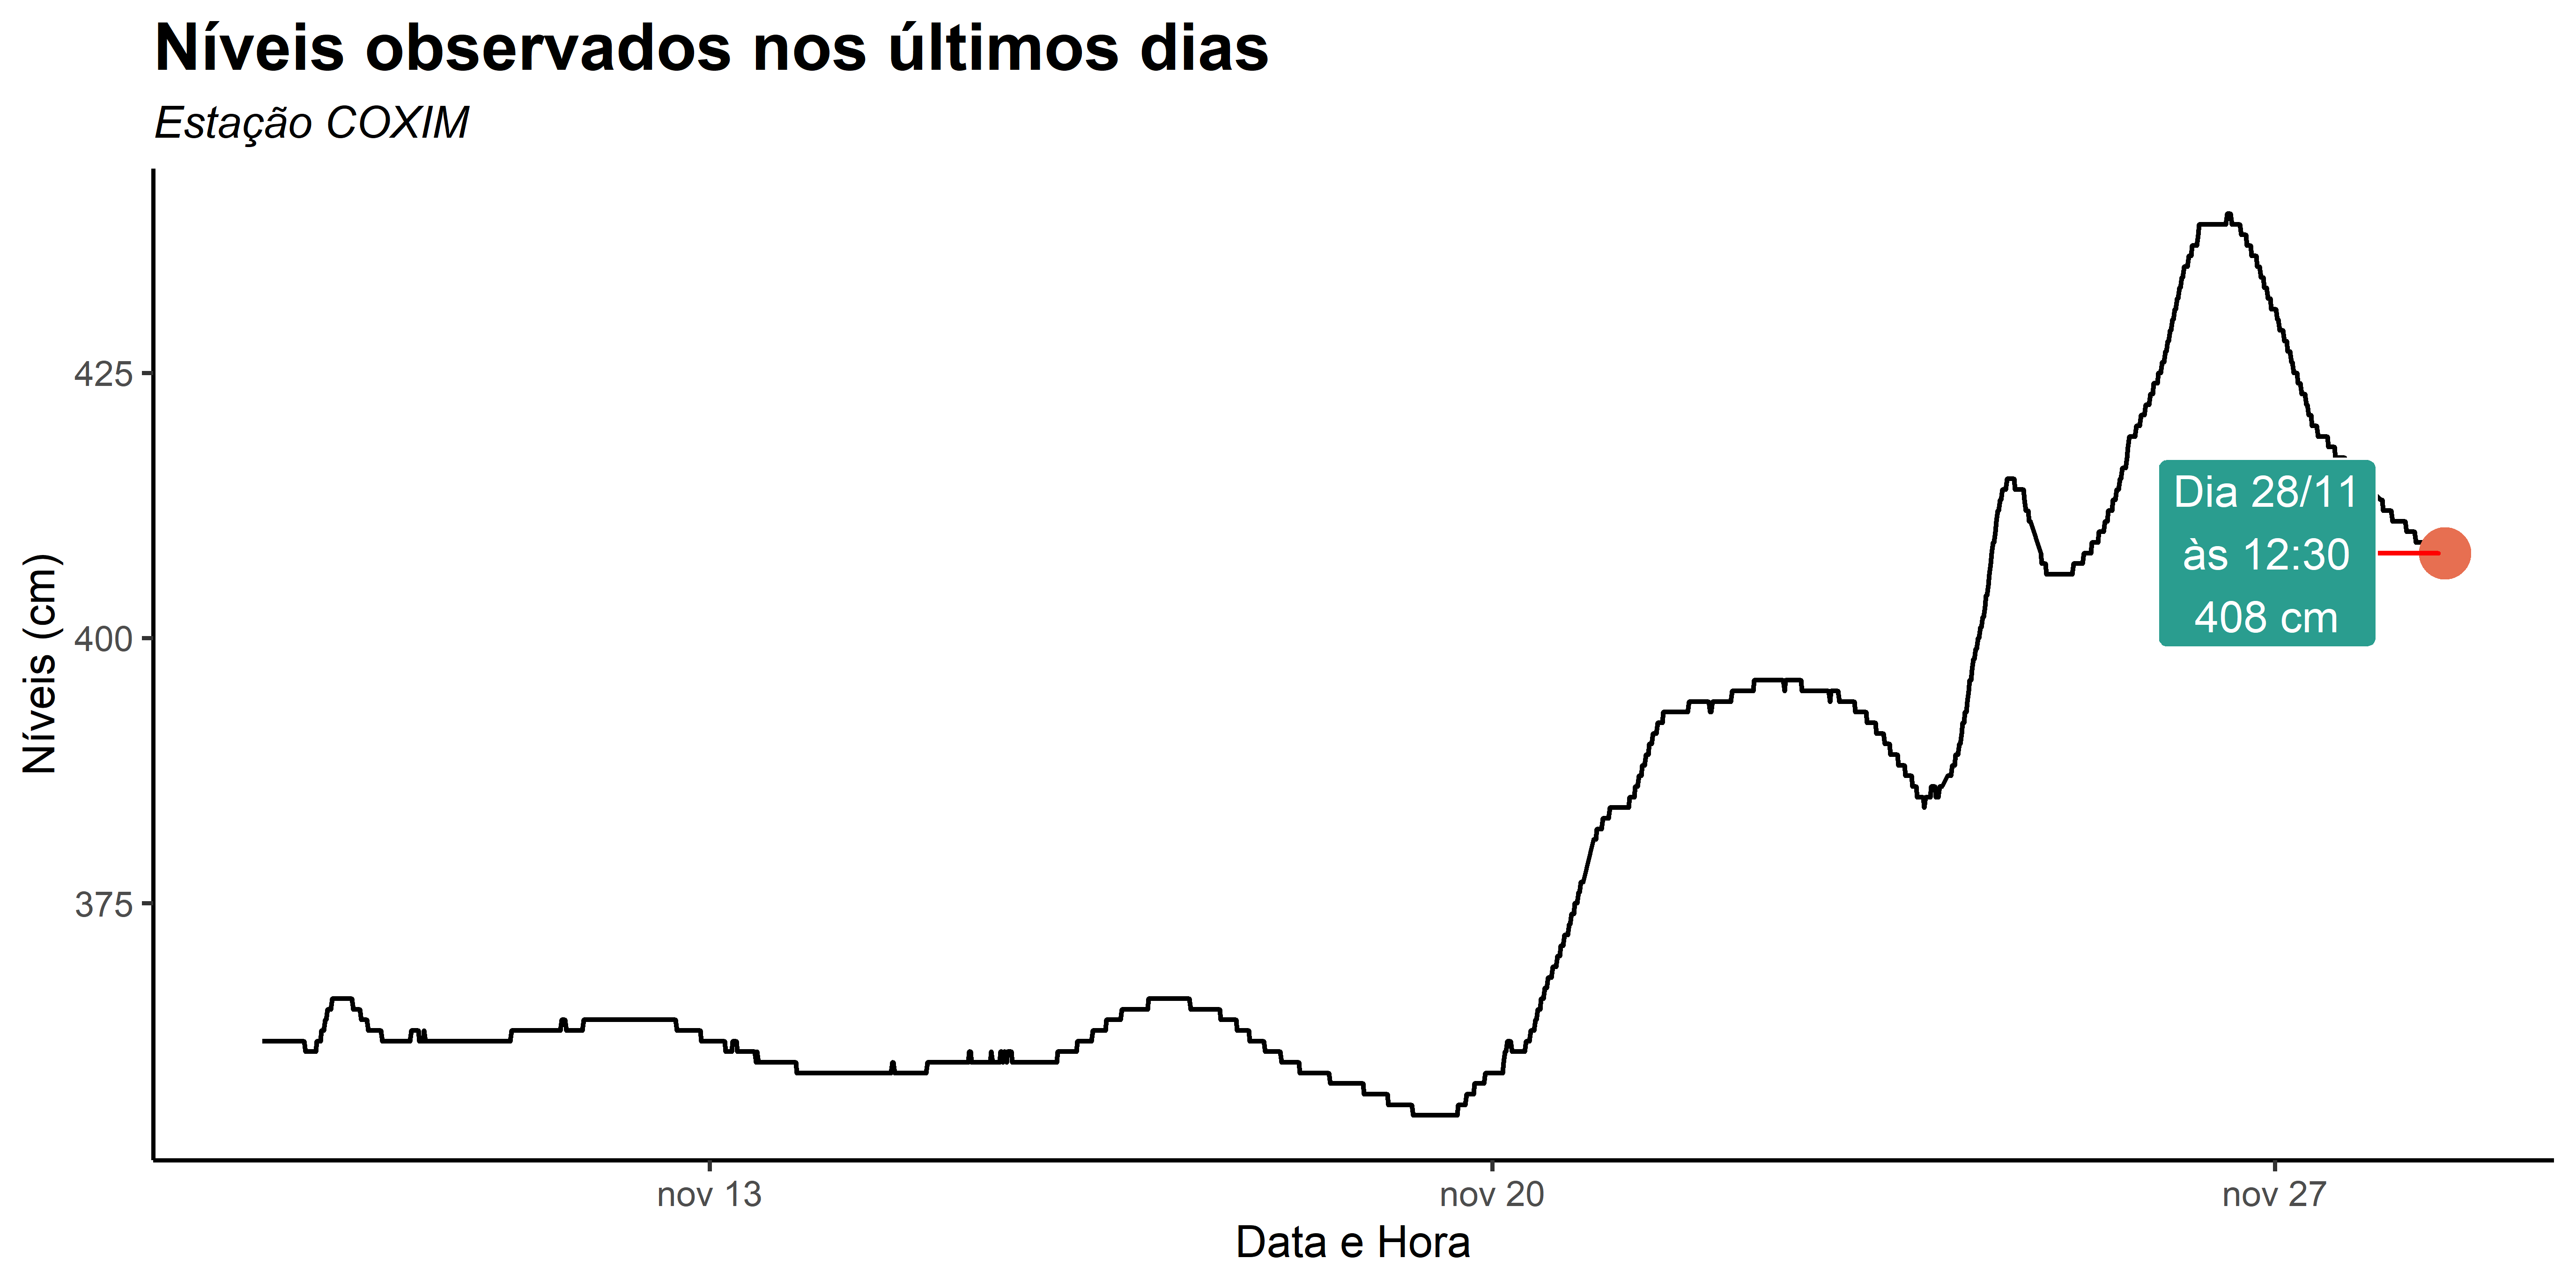 Níveis observados nos últimos dias
Estação COXIM
Níveis (cm)
425
400
375
Dia 28/11
às 12:30
408 cm
nov 13
nov 20
nov 27
Data e Hora